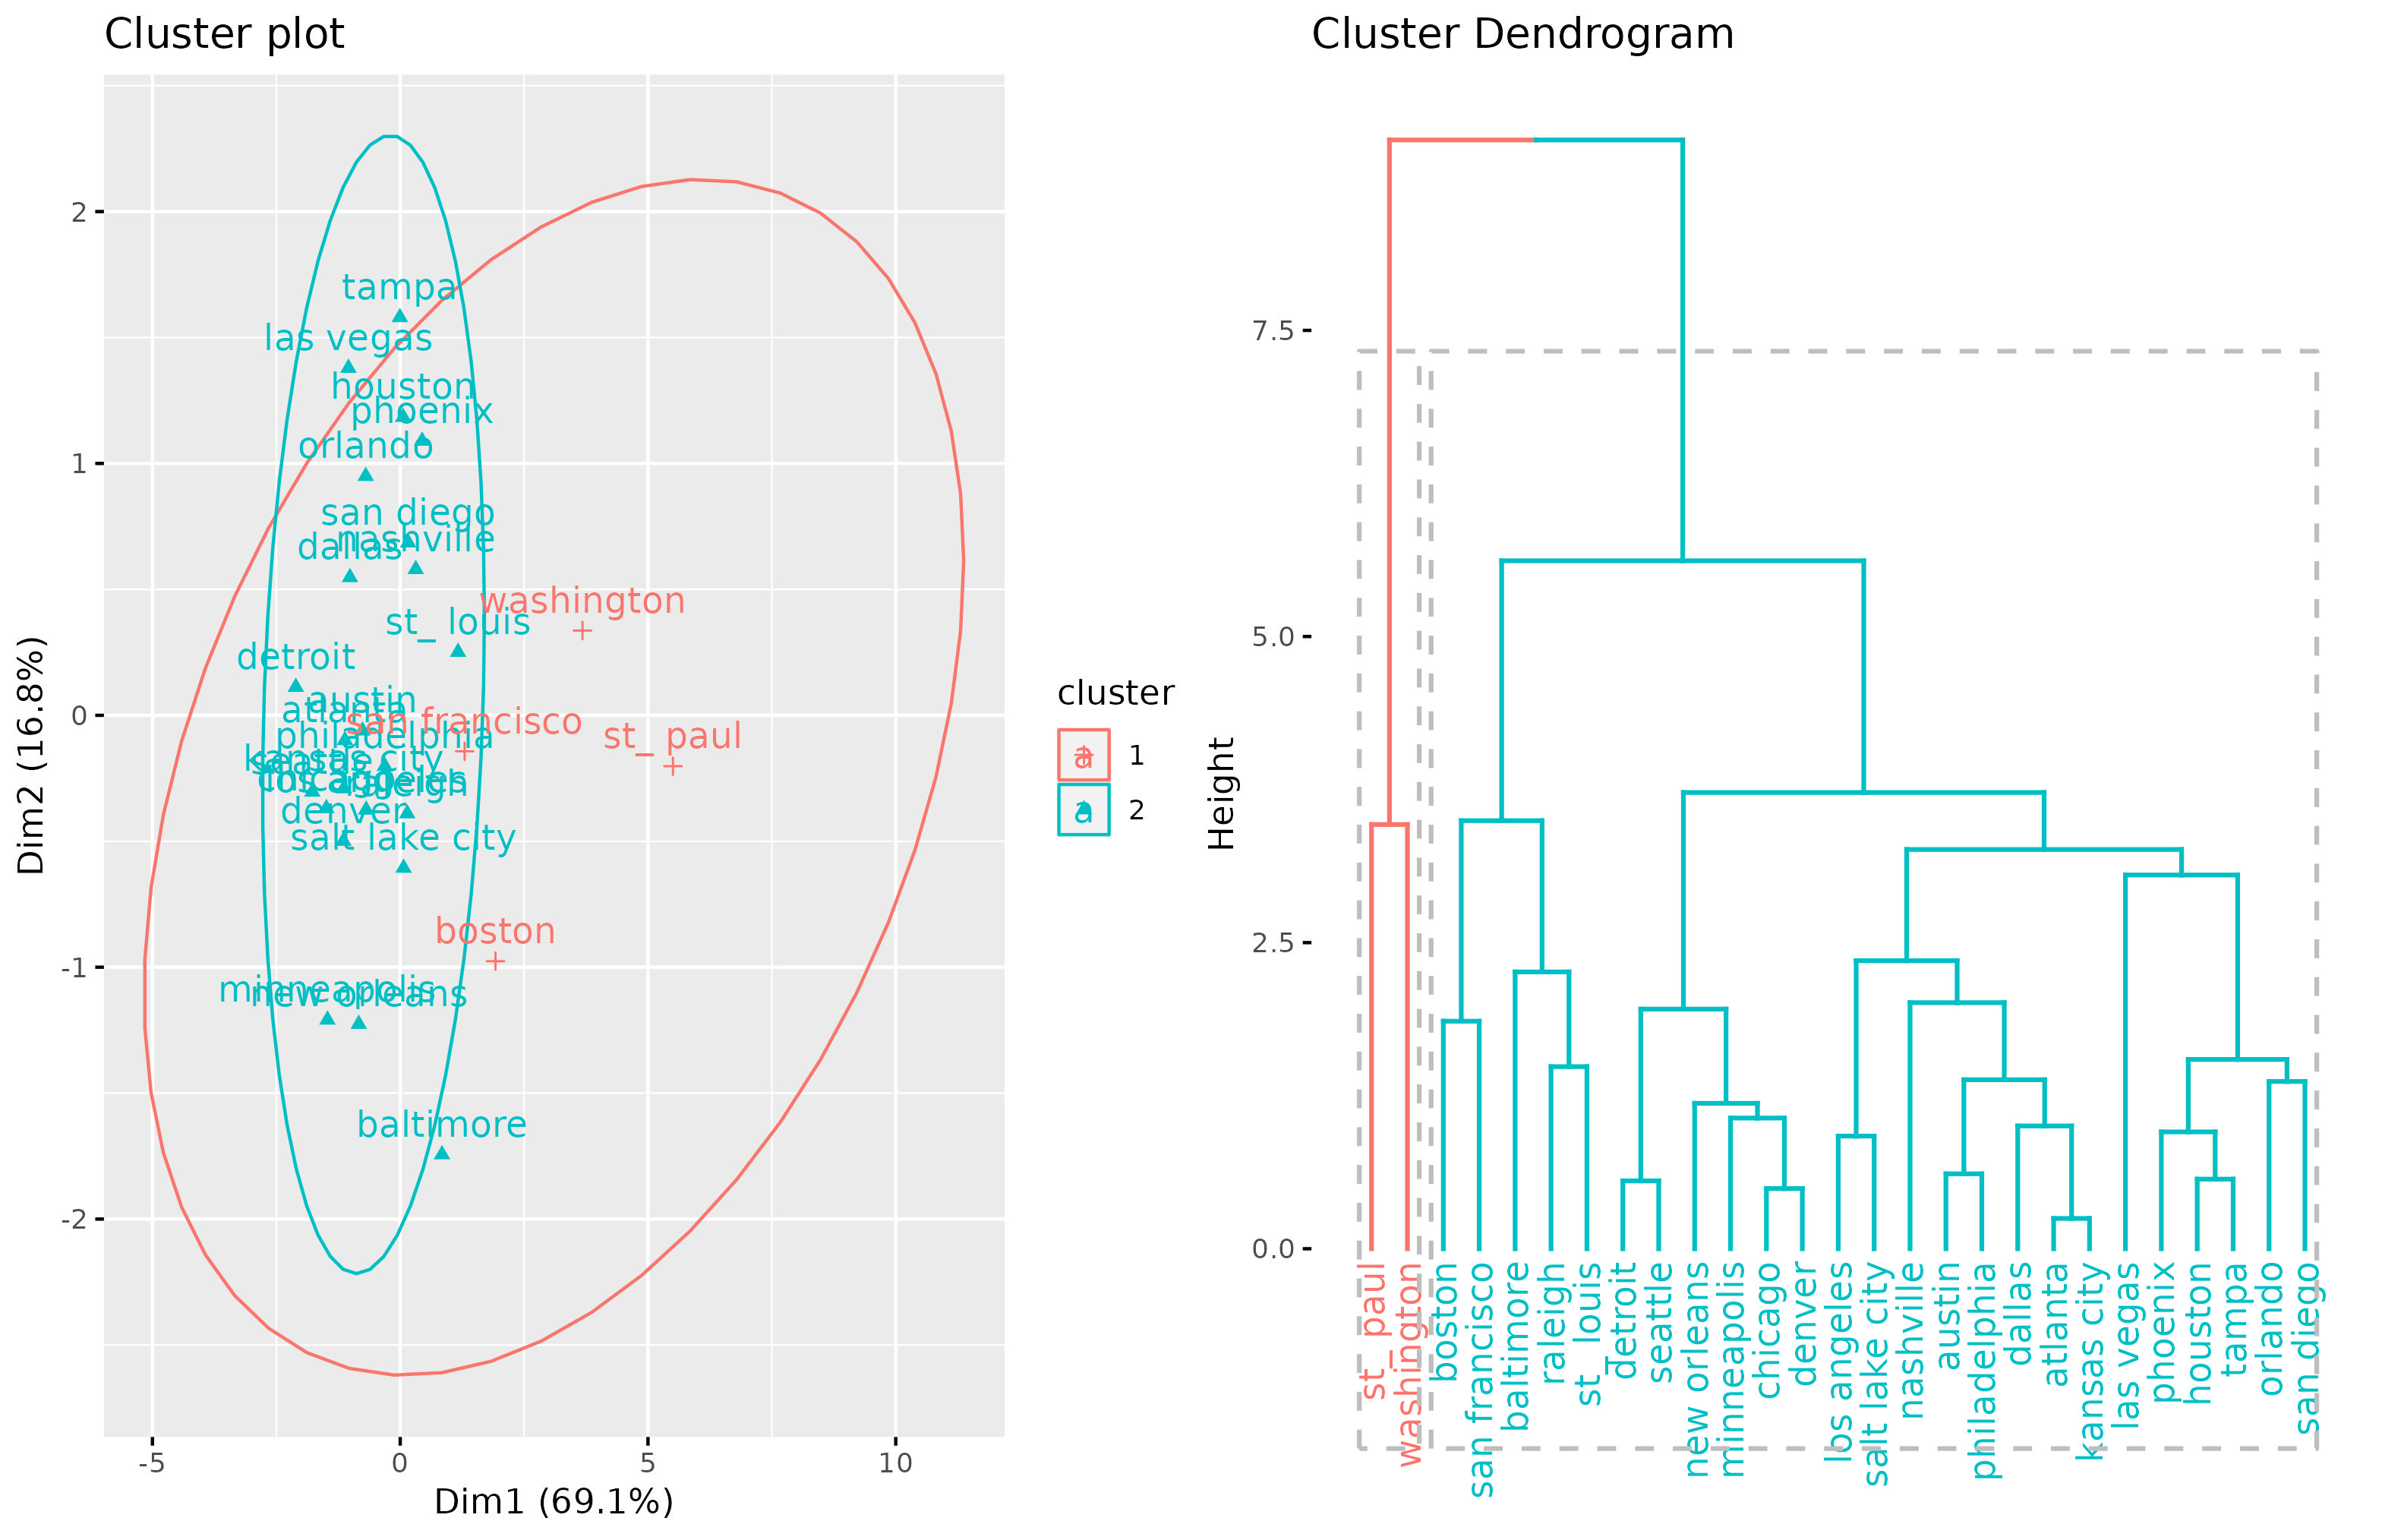 Cluster plot
2
1
0
-1
-2
Dim2 (16.8%)
tampa
las vegas
houston
phoenix
orlando
san diego
nashville
dallas
washington
st_ louis
detroit
austin
atlanta
san francisco
philadelphia
st_ paul
kansas city
seattle
chicago
los angeles
raleigh
denver
salt lake city
boston
minneapolis
new orleans
baltimore
-5
0
5
10
Dim1 (69.1%)
cluster
a 1
a 2
Cluster Dendrogram
7.5
5.0
2.5
0.0
Height
st_ paul
washington
boston
san francisco
baltimore
raleigh
st_ louis
detroit
seattle
new orleans
minneapolis
chicago
denver
los angeles
salt lake city
nashville
austin
philadelphia
dallas
atlanta
kansas city
las vegas
phoenix
houston
tampa
orlando
san diego